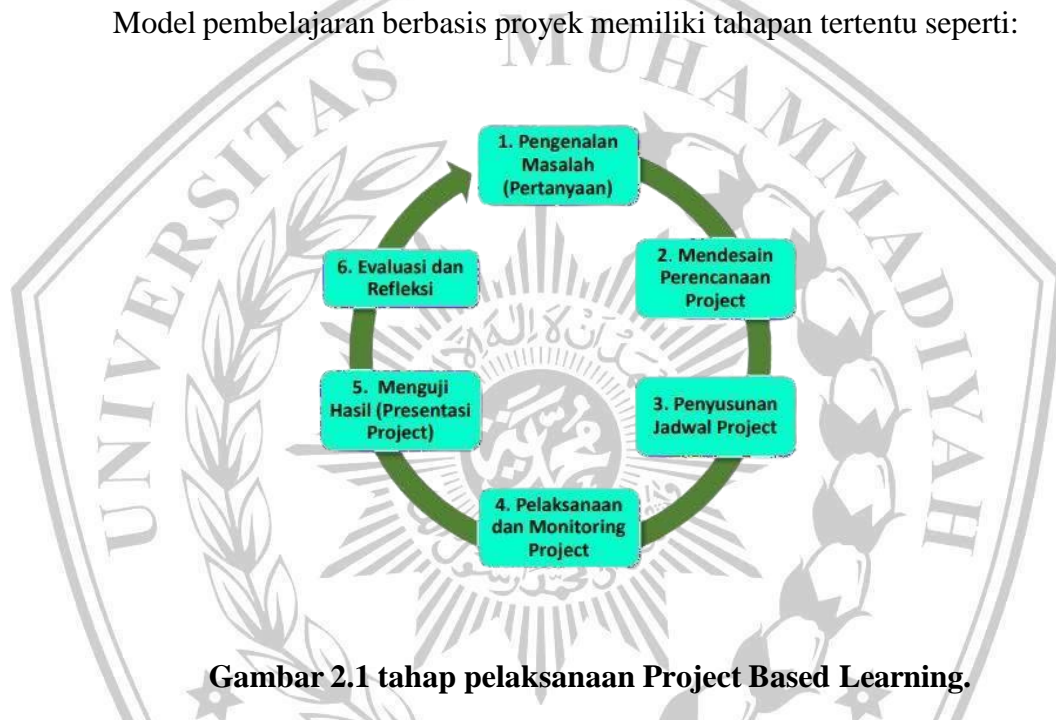 Model pembelajaran berbasis proyek memiliki tahapan tertentu seperti:
UNIVERSITAS MUHAMMADIYAH
1. Pengenalan
Masalah
(Pertanyaan)
2. Mendesain
Perencanaan
Project
3. Penyusunan
Jadwal Project
4. Pelaksanaan
dan Monitoring
Project
5. Menguji
Hasil (Presentasi
Project)
6. Evaluasi dan
Refleksi
Gambar 2.1 tahap pelaksanaan Project Based Learning.